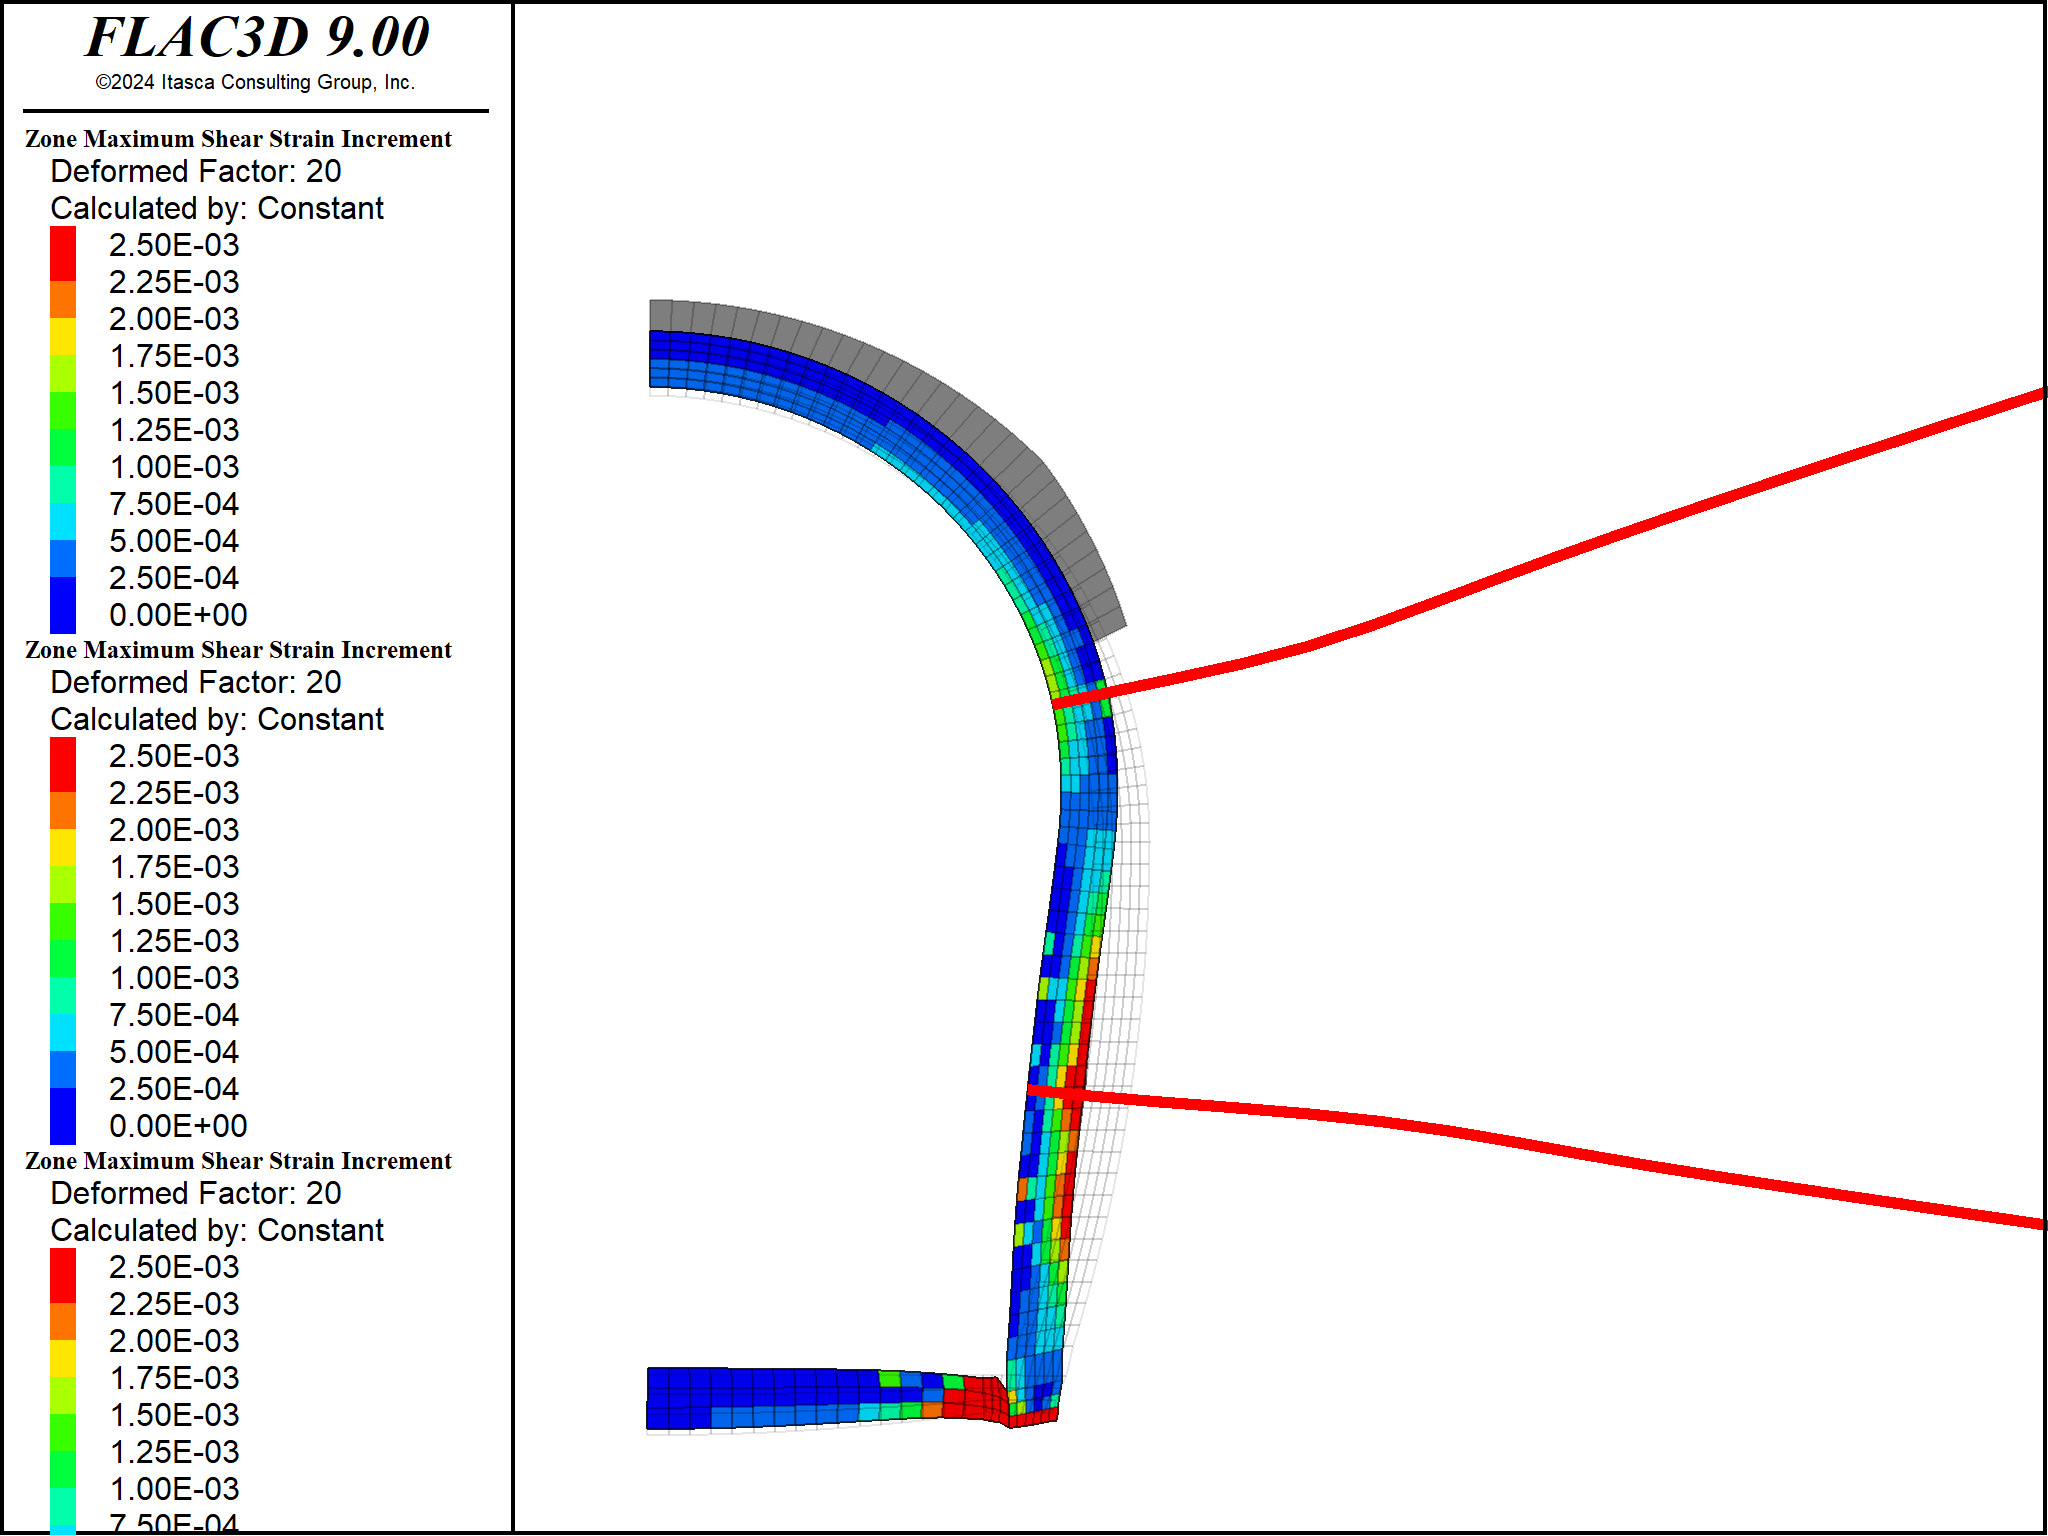 FLAC3D 9.00
©2024 Itasca Consulting Group, Inc.
Zone Maximum Shear Strain Increment
Deformed Factor: 20
Calculated by: Constant
2.50E-03
2.25E-03
2.00E-03
1.75E-03
1.50E-03
1.25E-03
1.00E-03
7.50E-04
5.00E-04
2.50E-04
0.00E+00
Zone Maximum Shear Strain Increment
Deformed Factor: 20
Calculated by: Constant
2.50E-03
2.25E-03
2.00E-03
1.75E-03
1.50E-03
1.25E-03
1.00E-03
7.50E-04
5.00E-04
2.50E-04
0.00E+00
Zone Maximum Shear Strain Increment
Deformed Factor: 20
Calculated by: Constant
2.50E-03
2.25E-03
2.00E-03
1.75E-03
1.50E-03
1.25E-03
1.00E-03
7.50E-04